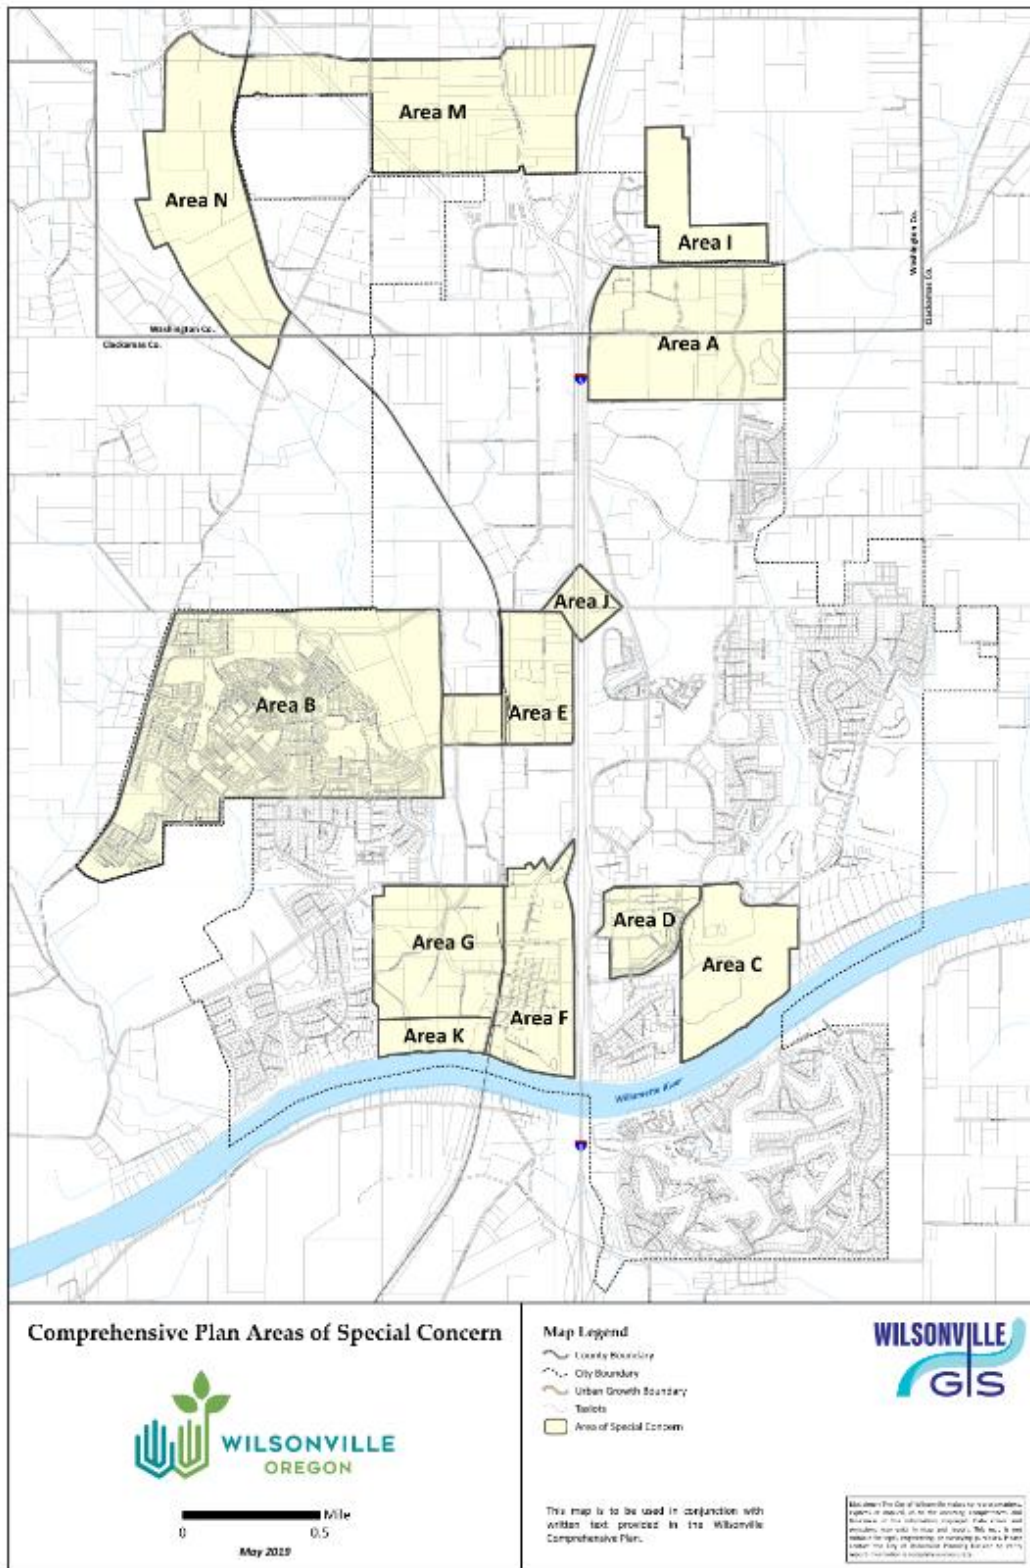 Area M
Area N
Area I
Washington Co.
Clackamas Co.
Washington Co.
Clackamas Co.
Area A
5
Area J
Area B
Area E
Area D
Area G
Area C
Area F
Area K
Willamette River
5
Comprehensive Plan Areas of Special Concern
WILSONVILLE
OREGON
Mile
0 0.5
May 2019
Map Legend
County Boundary
City Boundary
Urban Growth Boundary
Taxlots
Area of Special Concern
WILSONVILLE
GIS
This map is to be used in conjunction with
written text provided in the Wilsonville
Comprehensive Plan.